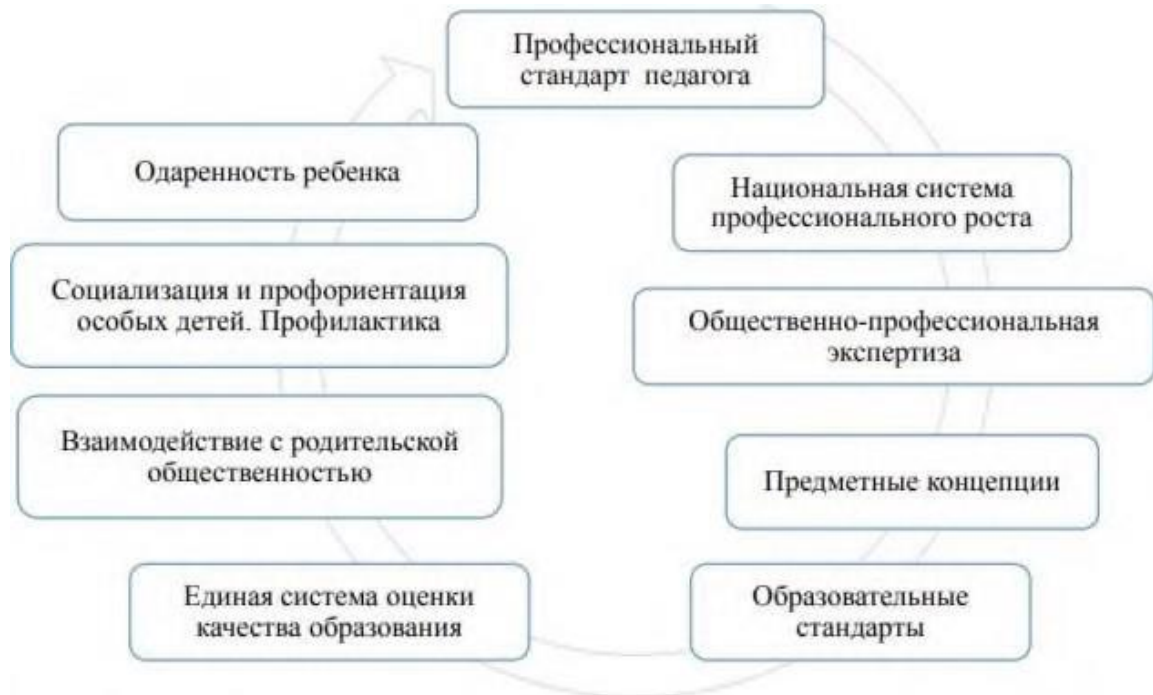 Профессиональный
стандарт педагога
Национальная система
профессионального роста
Общественно-профессиональная
экспертиза
Предметные концепции
Образовательные
стандарты
Единая система оценки
качества образования
Взаимодействие с родительской
общественностью
Социализация и профориентация
особых детей. Профилактика
Одаренность ребенка